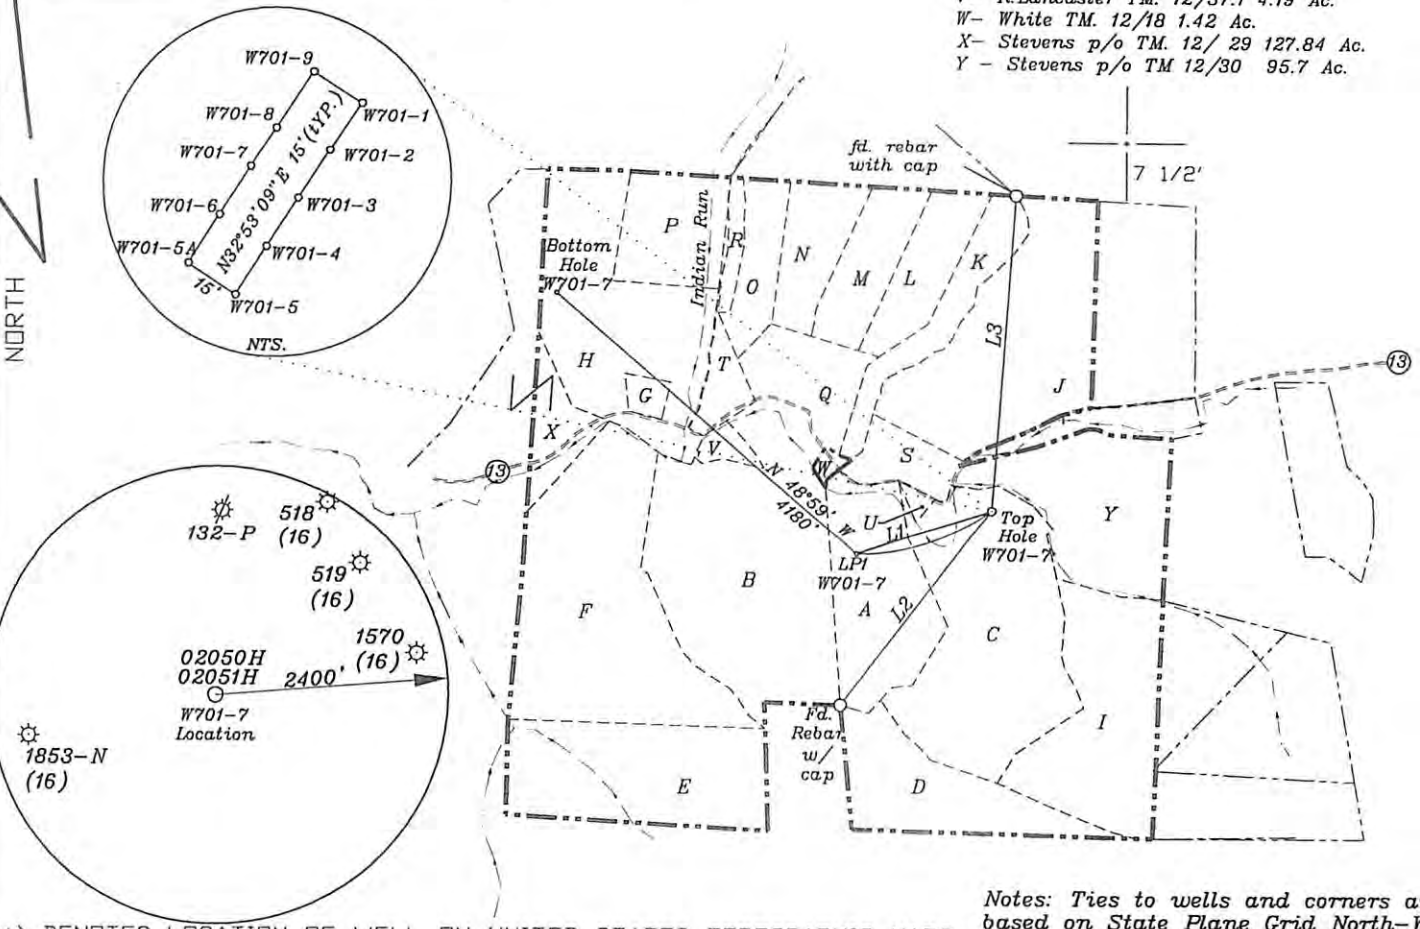 W- White TM. 12/18 1.42 Ac.
X- Stevens p/o TM. 12/ 29 127.84 Ac.
Y - Stevens p/o TM 12/30 95.7 Ac.
7 1/2'
NORTH
W701-9
W701-1
W701-8
W701-2
W701-7
W701-3
W701-6
W701-4
W701-5A
W701-5
N32°53'09"E 15'(tYP.)
15'
NTS.
fd. rebar
with cap
Bottom
Hole
W701-7
Indian Run
P
R
O
N
M
L
K
L3
J
13
H
G
T
Q
X
V
W
S
13
N 48°59' W
4180'
U
L1
Top
Hole
W701-7
Y
LP1
W701-7
A
L2
B
C
F
I
Fd.
Rebar
w/
cap
E
D
132-P
518
(16)
519
(16)
1570
(16)
02050H
02051H
2400'
W701-7
Location
1853-N
(16)
Notes: Ties to wells and corners
based on State Plane Grid